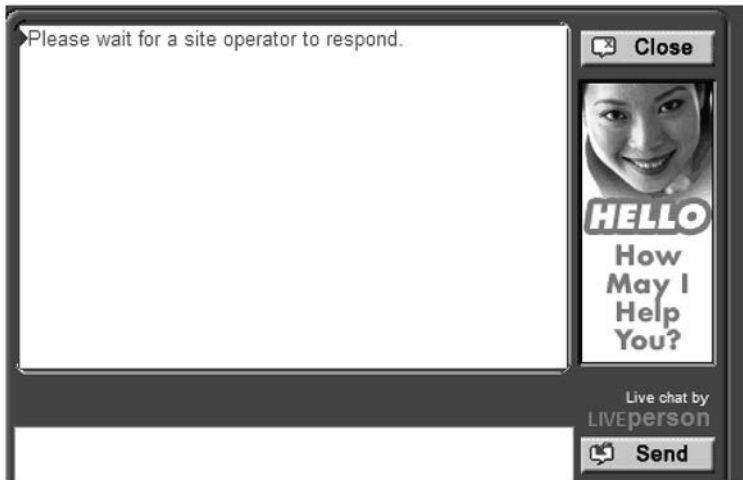 Please wait for a site operator to respond.
Close
HELLO
How
May I
Help
You?
Live chat by
LIVEperson
Send